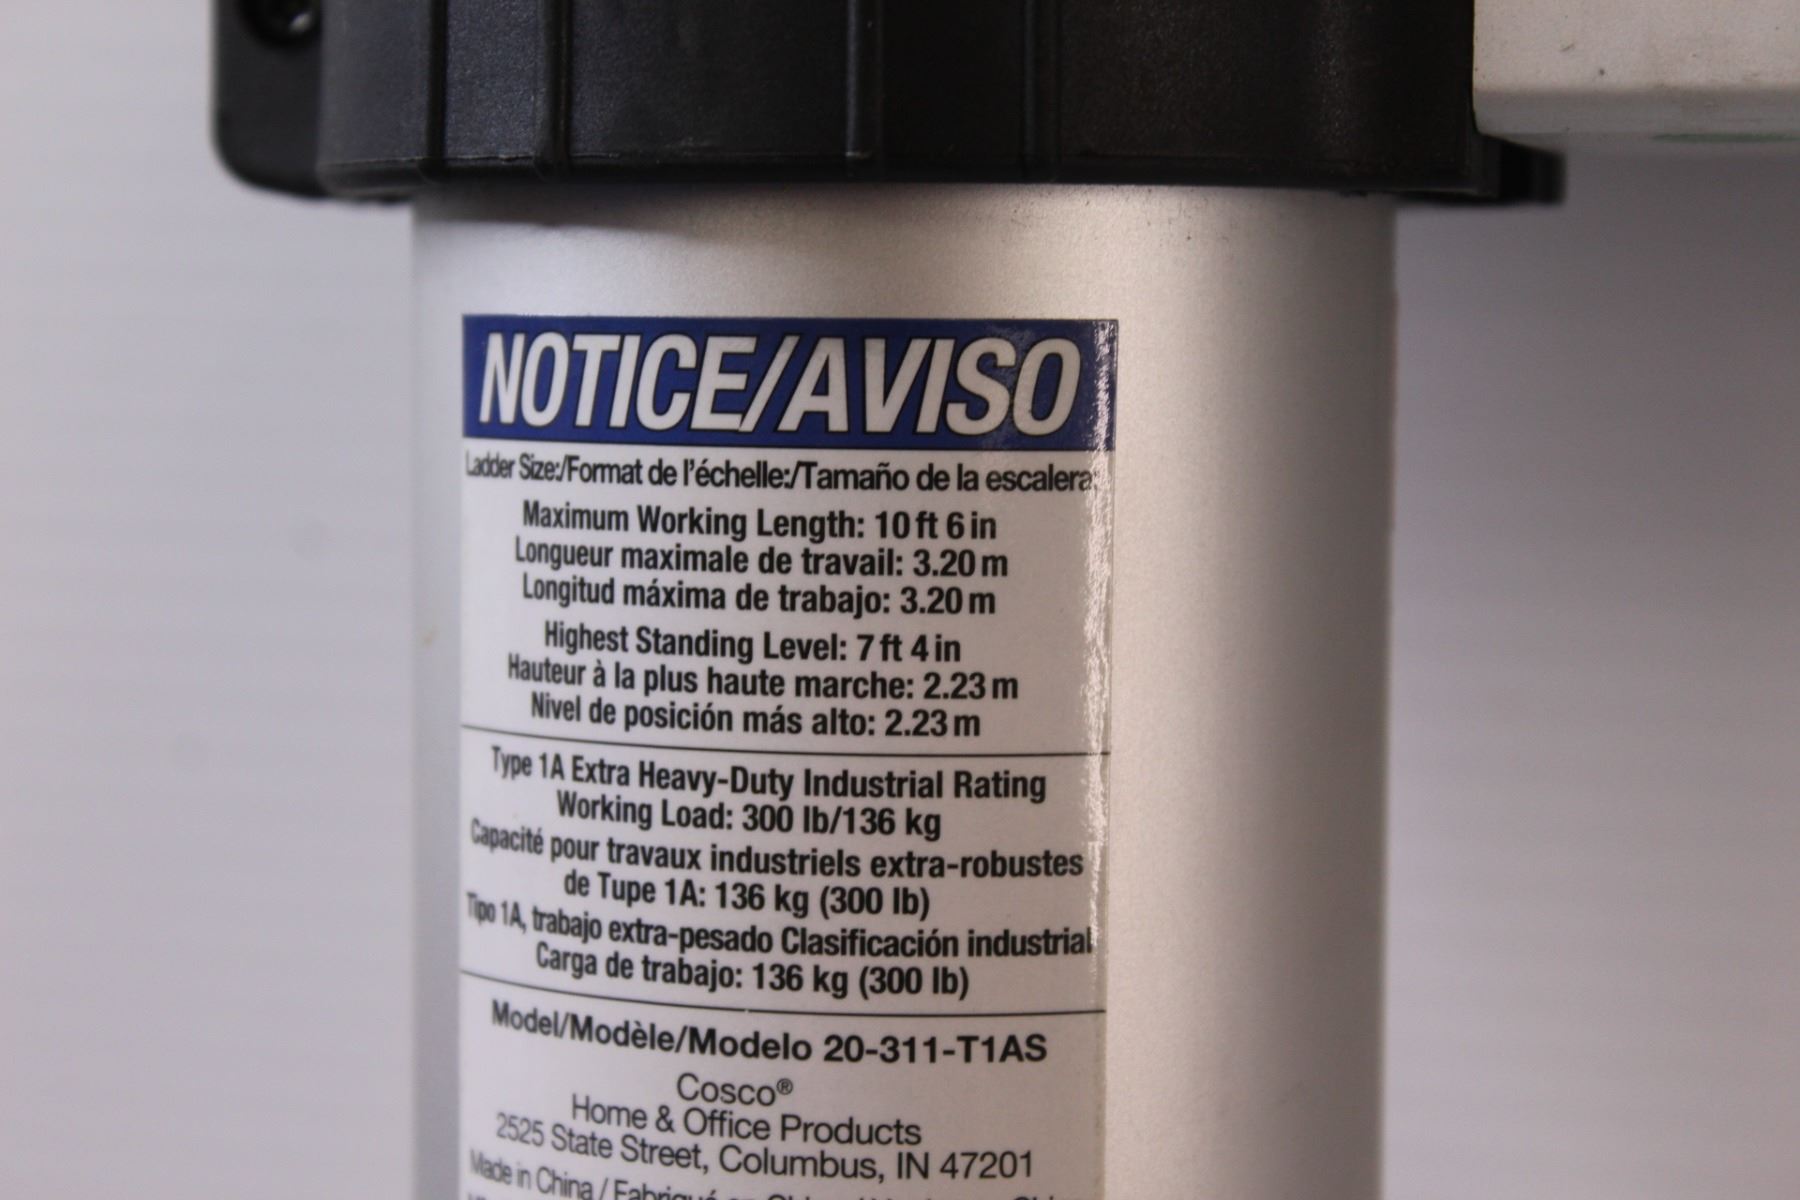 NOTICE/AVISO
Ladder Size:/Format de l'échelle:/Tamaño de la escalera:
Maximum Working Length: 10 ft 6 in
Longueur maximale de travail: 3.20 m
Longitud máxima de trabajo: 3.20 m
Highest Standing Level: 7 ft 4 in
Hauteur à la plus haute marche: 2.23 m
Nivel de posición más alto: 2.23 m
Type 1A Extra Heavy-Duty Industrial Rating
Working Load: 300 lb/136 kg
Capacité pour travaux industriels extra-robustes
de Tupe 1A: 136 kg (300 lb)
Tipo 1A, trabajo extra-pesado Clasificación industrial
Carga de trabajo: 136 kg (300 lb)
Model/Modèle/Modelo 20-311-T1AS
Cosco®
Home & Office Products
2525 State Street, Columbus, IN 47201
Made in China / Fabriqué